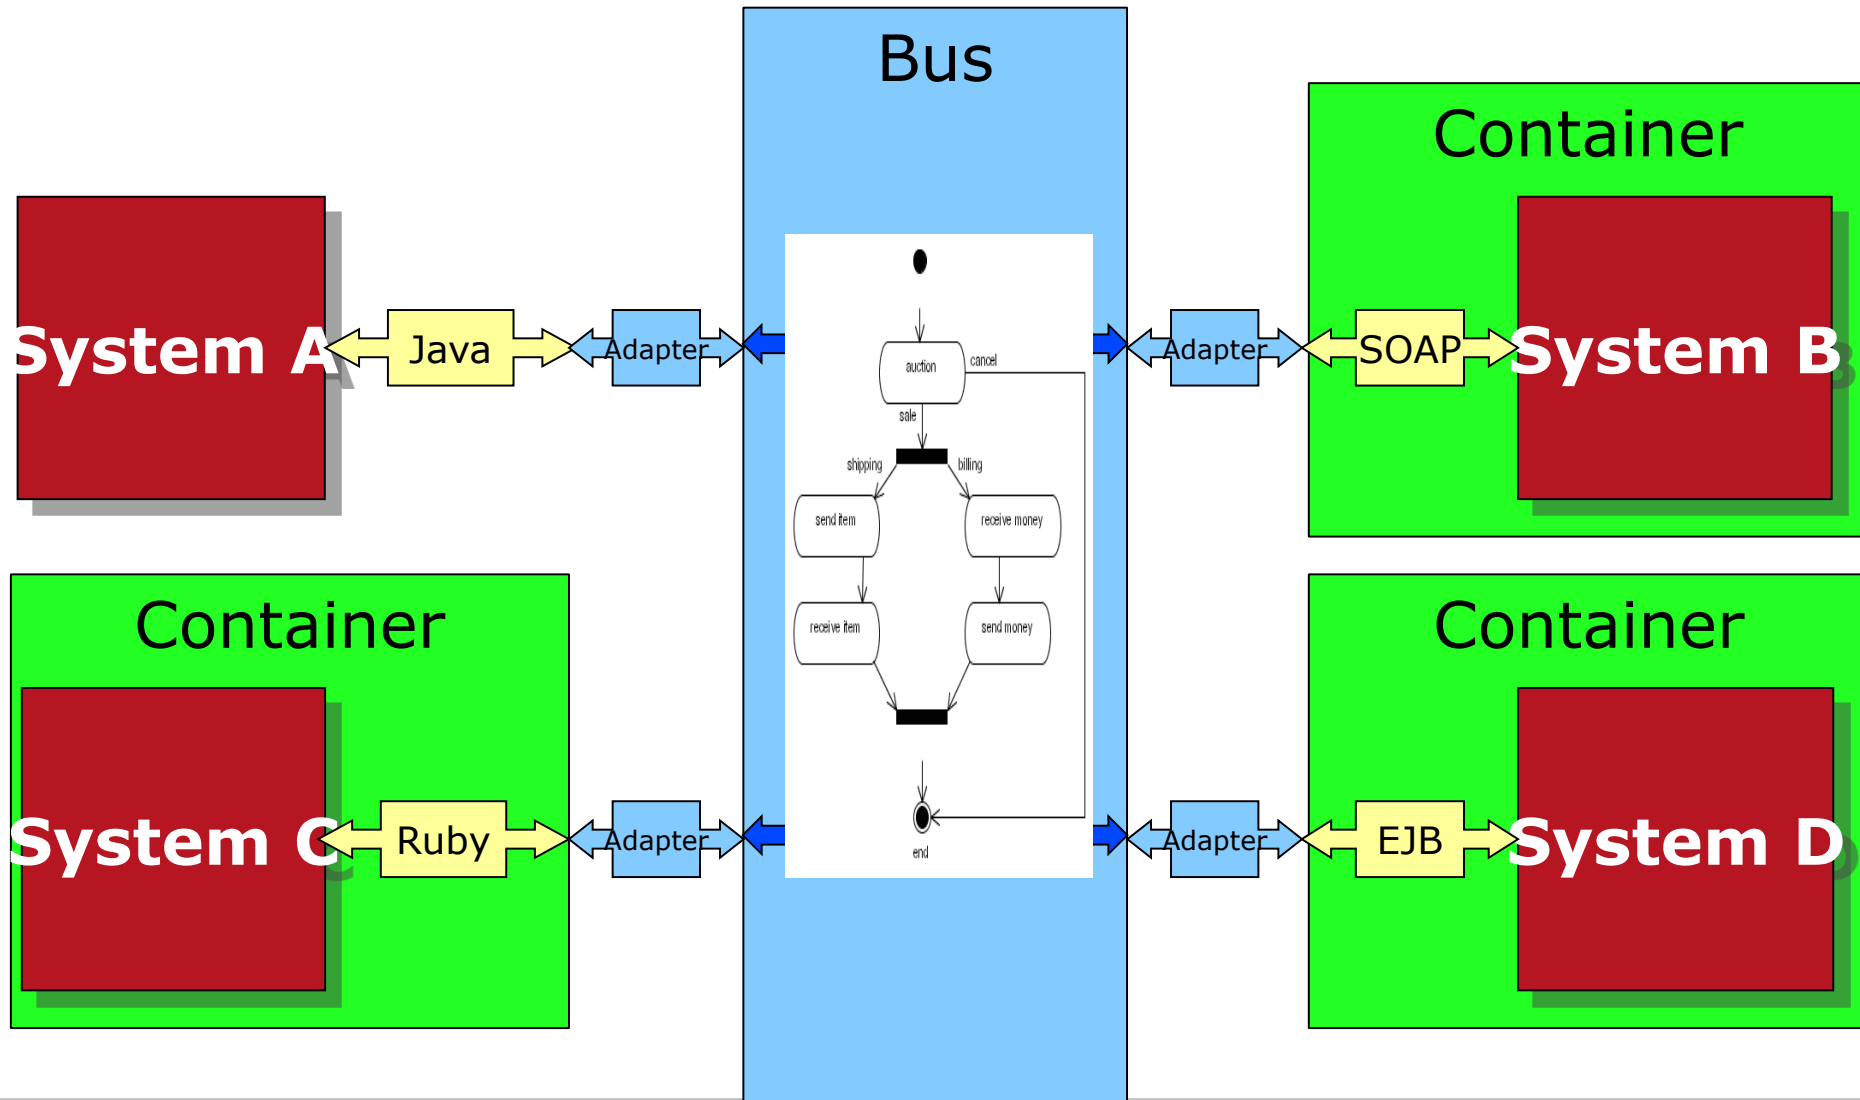 Bus
Container
System A
Java
Adapter
Adapter
SOAP
System B
auction
cancel
sale
shipping
billing
send item
receive money
receive item
send money
end
Container
System C
Ruby
Adapter
Adapter
Container
EJB
System D